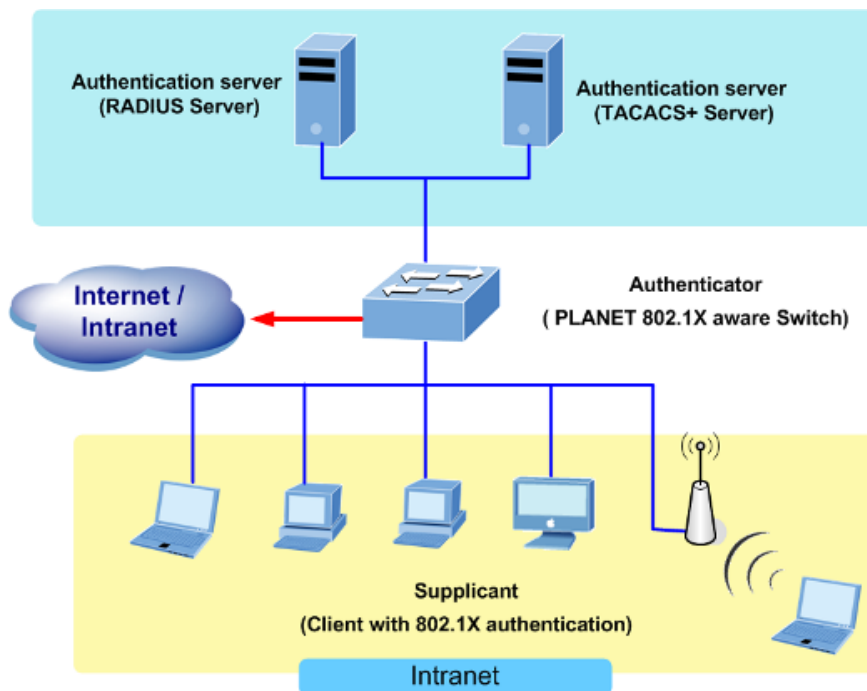 Authentication server
(RADIUS Server)
Authentication server
(TACACS+ Server)
Internet /
Intranet
Authenticator
( PLANET 802.1X aware Switch)
Supplicant
(Client with 802.1X authentication)
Intranet